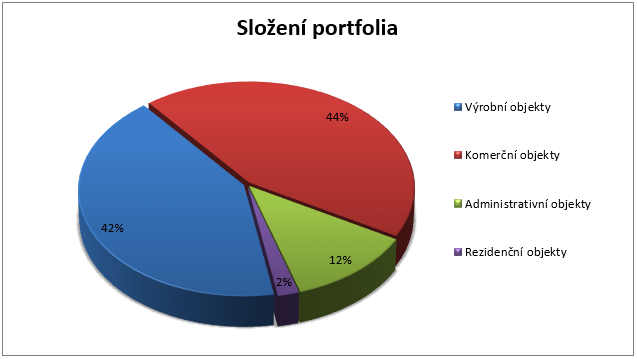 Složení portfolia
44%
42%
12%
2%
Výrobní objekty
Komerční objekty
Administrativní objekty
Rezidenční objekty